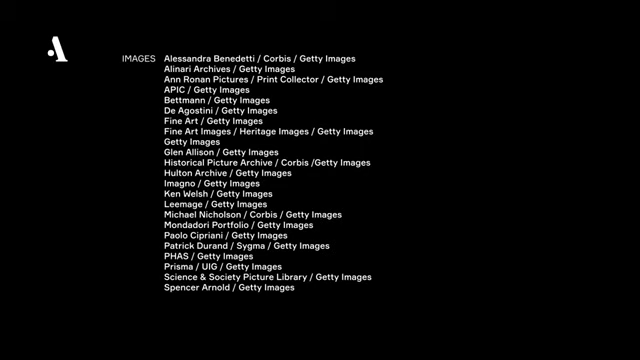 IMAGES Alessandra Benedetti / Corbis / Getty Images
Alinari Archives / Getty Images
Ann Ronan Pictures / Print Collector / Getty Images
APIC / Getty Images
Bettmann / Getty Images
De Agostini / Getty Images
Fine Art / Getty Images
Fine Art Images / Heritage Images / Getty Images
Getty Images
Glen Allison / Getty Images
Historical Picture Archive / Corbis /Getty Images
Hulton Archive / Getty Images
Imagno / Getty Images
Ken Welsh / Getty Images
Leemage / Getty Images
Michael Nicholson / Corbis / Getty Images
Mondadori Portfolio / Getty Images
Paolo Cipriani / Getty Images
Patrick Durand / Sygma / Getty Images
PHAS / Getty Images
Prisma / UIG / Getty Images
Science & Society Picture Library / Getty Images
Spencer Arnold / Getty Images